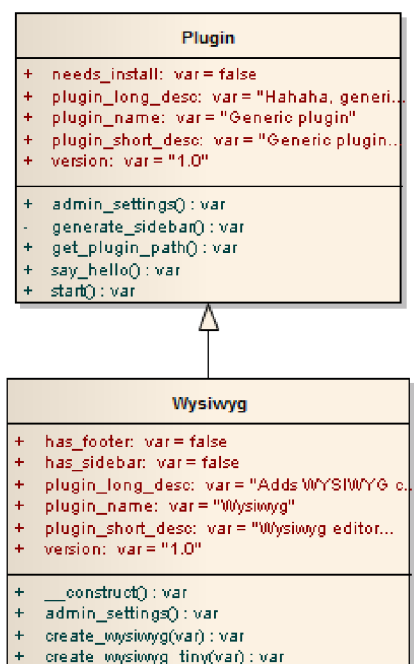 Plugin
+ needs_install: var = false
+ plugin_long_desc: var = "Hahaha, generi...
+ plugin_name: var = "Generic plugin"
+ plugin_short_desc: var = "Generic plugin...
+ version: var = "1.0"
+ admin_settings() : var
- generate_sidebar() : var
+ get_plugin_path() : var
+ say_hello() : var
+ start() : var
Wysiwyg
+ has_footer: var = false
+ has_sidebar: var = false
+ plugin_long_desc: var = "Adds WYSIWYG c...
+ plugin_name: var = "Wysiwyg"
+ plugin_short_desc: var = "Wysiwyg editor...
+ version: var = "1.0"
+ __construct() : var
+ admin_settings() : var
+ create_wysiwyg(var) : var
+ create_wysiwyg_tiny(var) : var